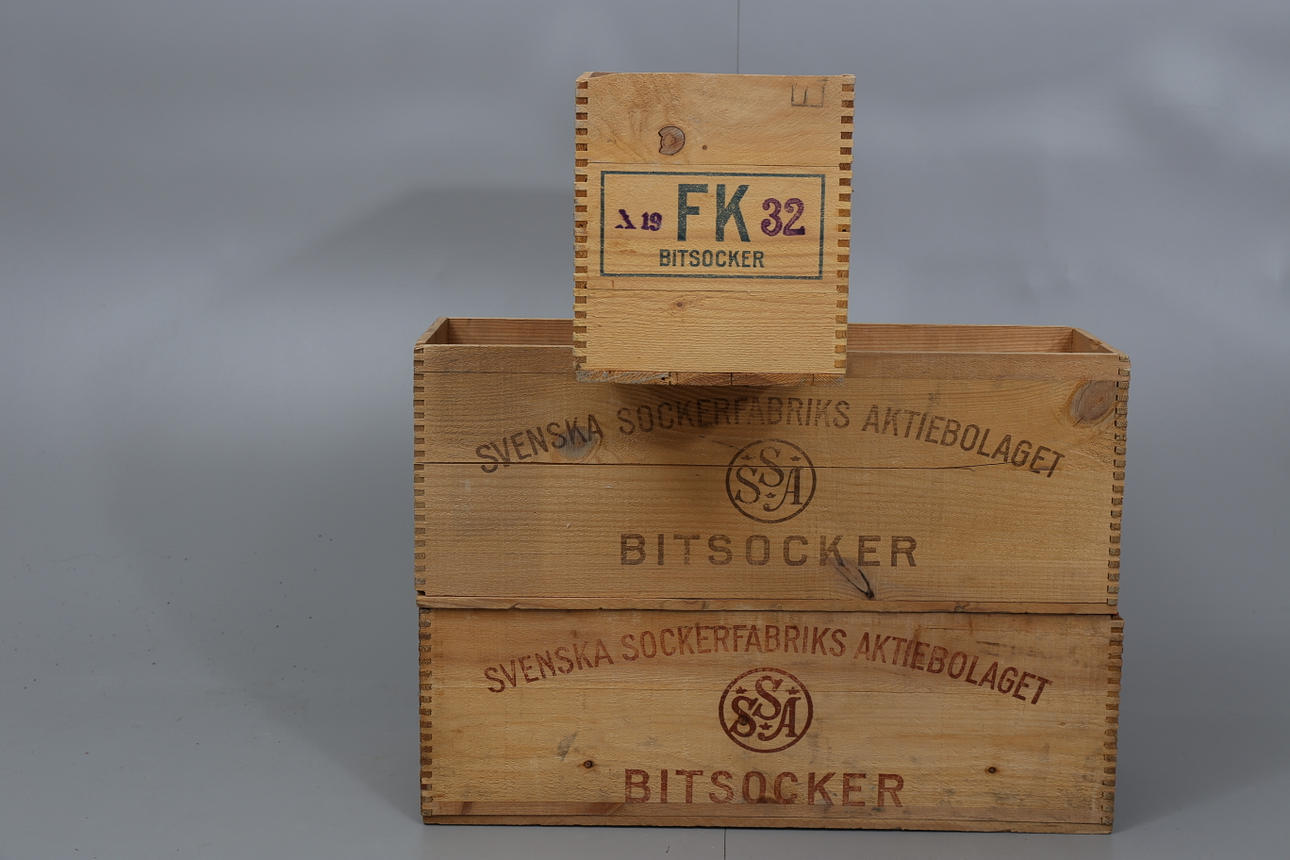 E
19 FK 32
BITSOCKER
SVENSKA SOCKERFABRIKS AKTIEBOLAGET
SSA
BITSOCKER
SVENSKA SOCKERFABRIKS AKTIEBOLAGET
SSA
BITSOCKER